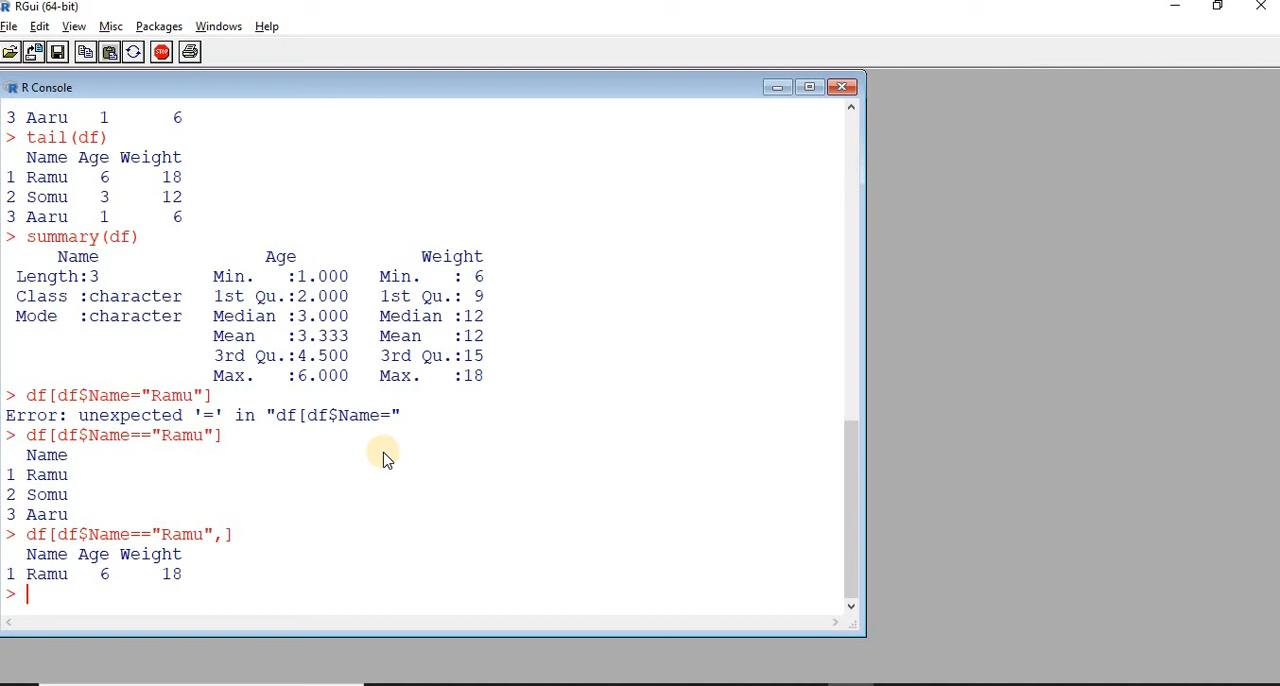 RGui (64-bit)
File Edit View Misc Packages Windows Help
STOP
R Console
3 Aaru 1 6
> tail(df)
Name Age Weight
1 Ramu 6 18
2 Somu 3 12
3 Aaru 1 6
> summary(df)
Name Age Weight
Length:3 Min. :1.000 Min. : 6
Class :character 1st Qu.:2.000 1st Qu.: 9
Mode :character Median :3.000 Median :12
Mean :3.333 Mean :12
3rd Qu.:4.500 3rd Qu.:15
Max. :6.000 Max. :18
> df[df$Name="Ramu"]
Error: unexpected '=' in "df[df$Name="
> df[df$Name=="Ramu"]
Name
1 Ramu
2 Somu
3 Aaru
> df[df$Name=="Ramu",]
Name Age Weight
1 Ramu 6 18
>